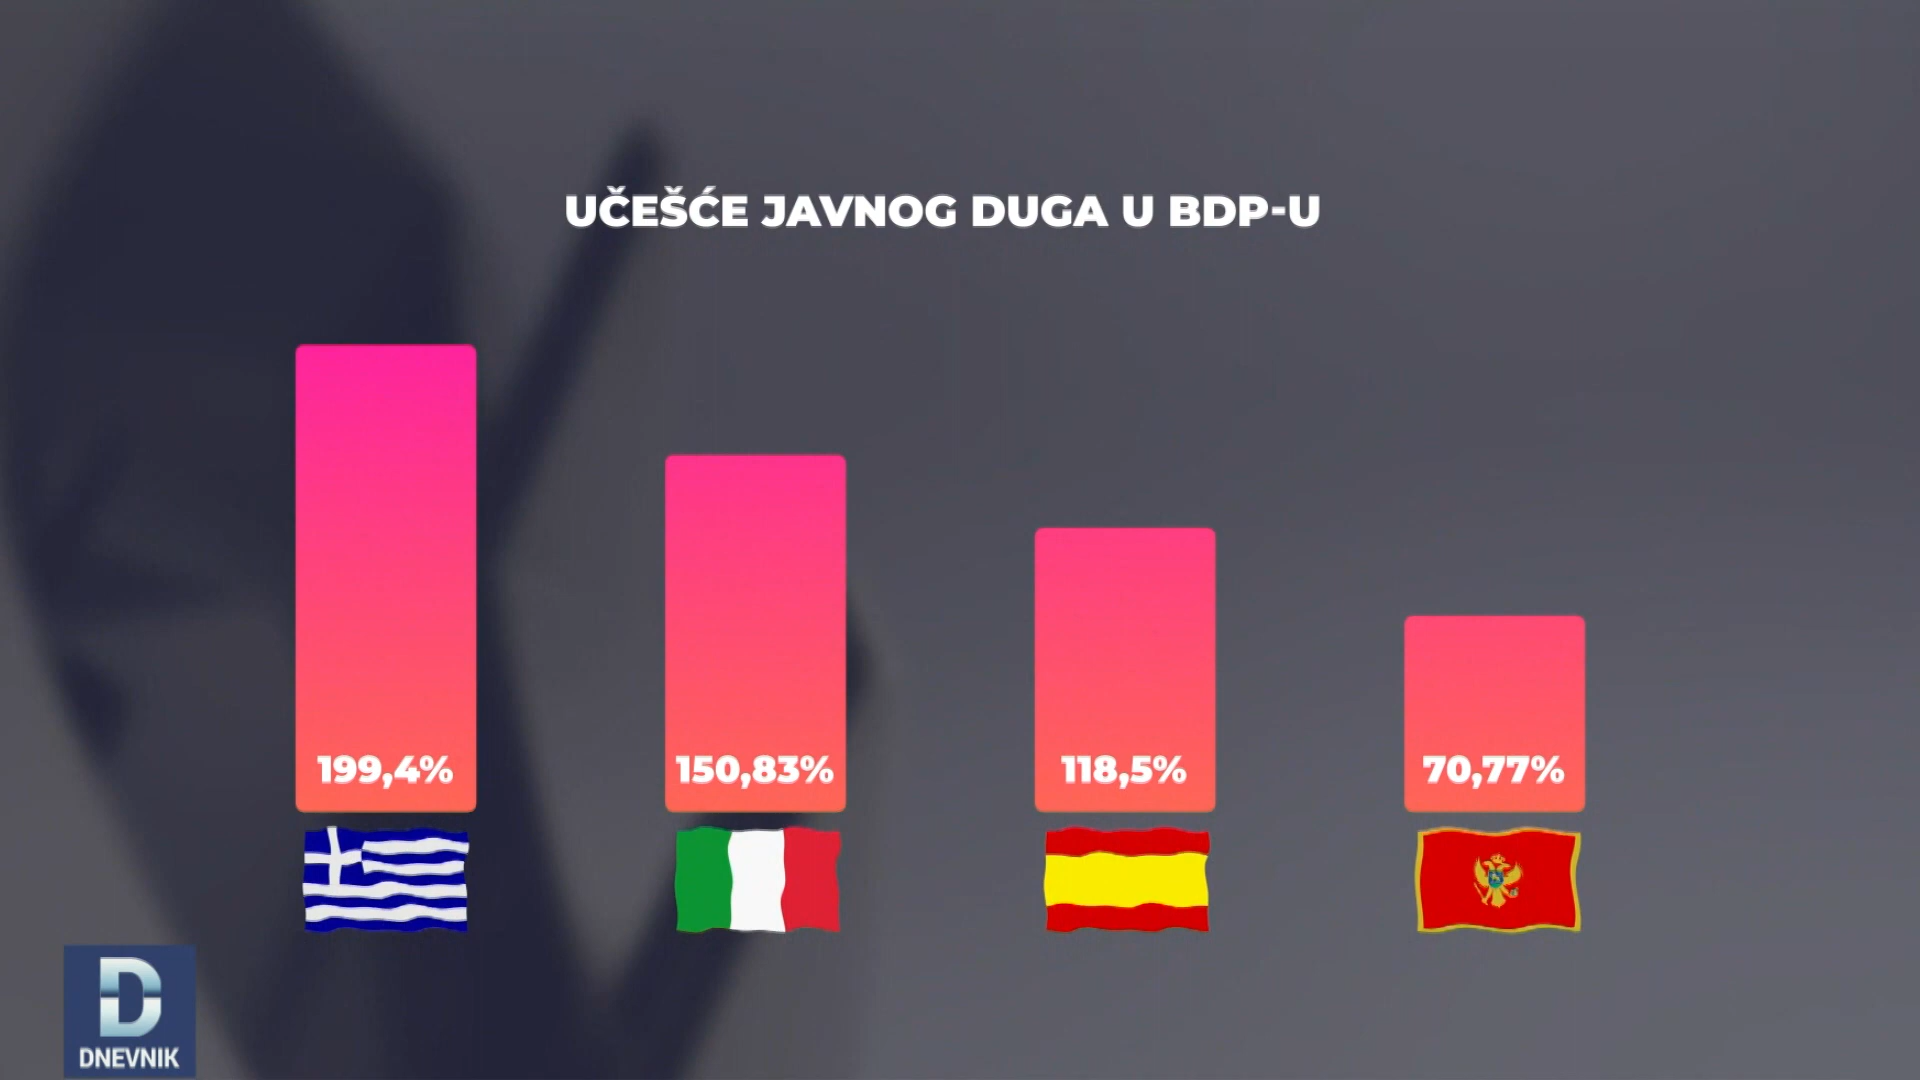 UČEŠĆE JAVNOG DUGA U BDP-U
199,4%
150,83%
118,5%
70,77%
D
DNEVNIK